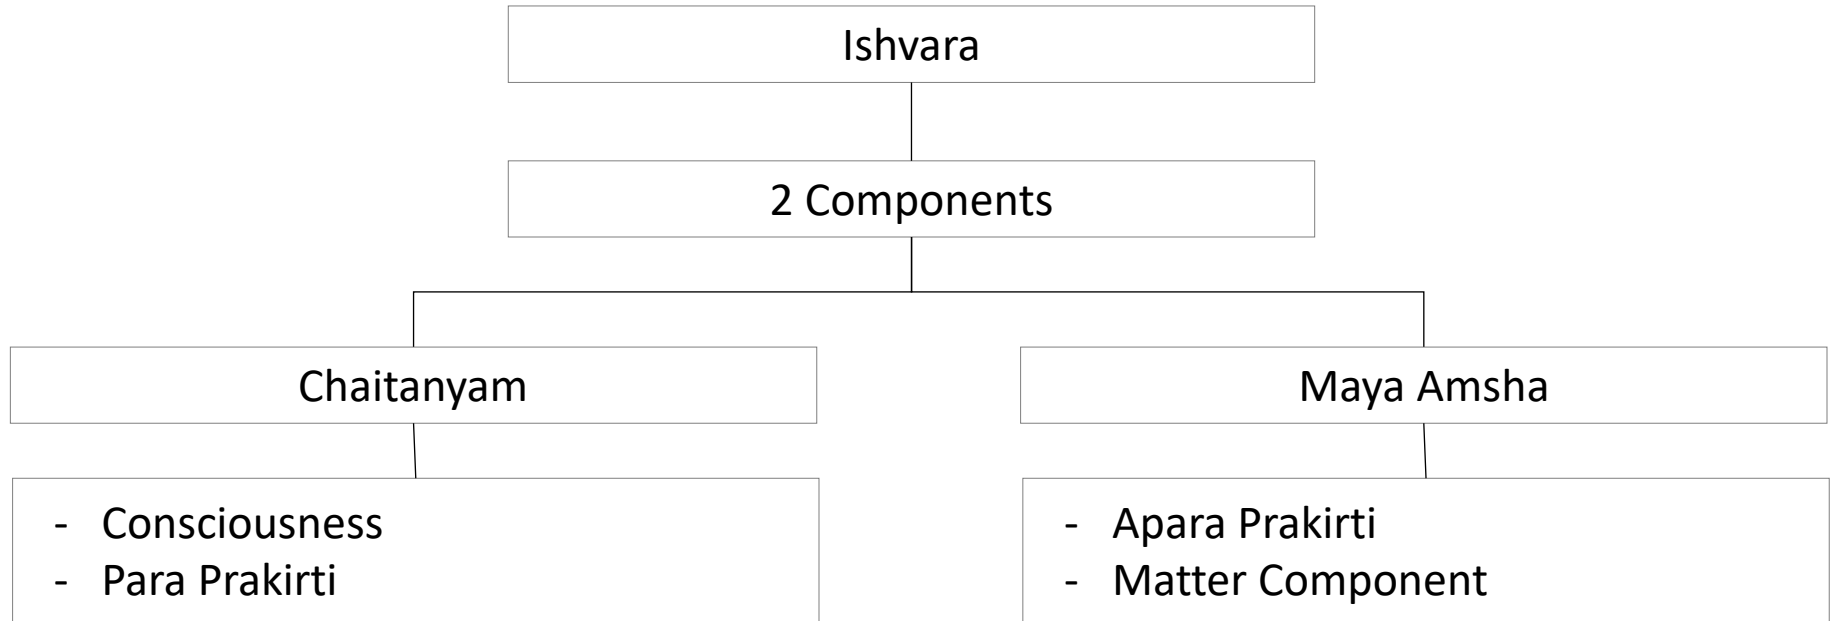 Ishvara
2 Components
Chaitanyam
Maya Amsha
- Consciousness
- Para Prakirti
- Apara Prakirti
- Matter Component